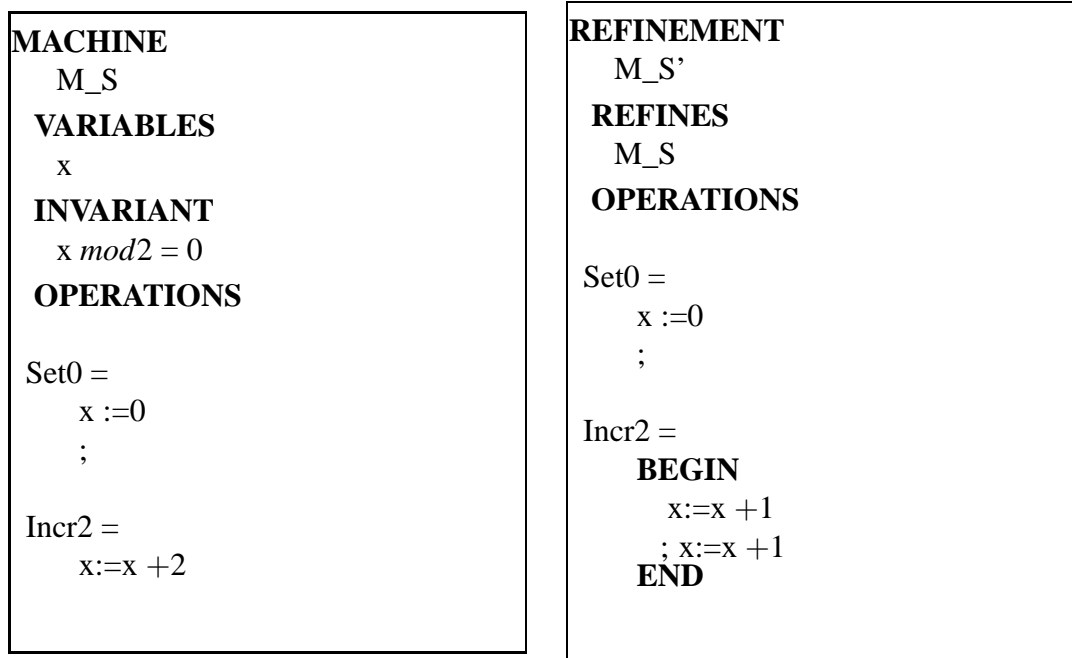 MACHINE
M_S
VARIABLES
x
INVARIANT
x mod2 = 0
OPERATIONS
Set0 =
x :=0
;
Incr2 =
x:=x +2
REFINEMENT
M_S’
REFINES
M_S
OPERATIONS
Set0 =
x :=0
;
Incr2 =
BEGIN
x:=x +1
; x:=x +1
END